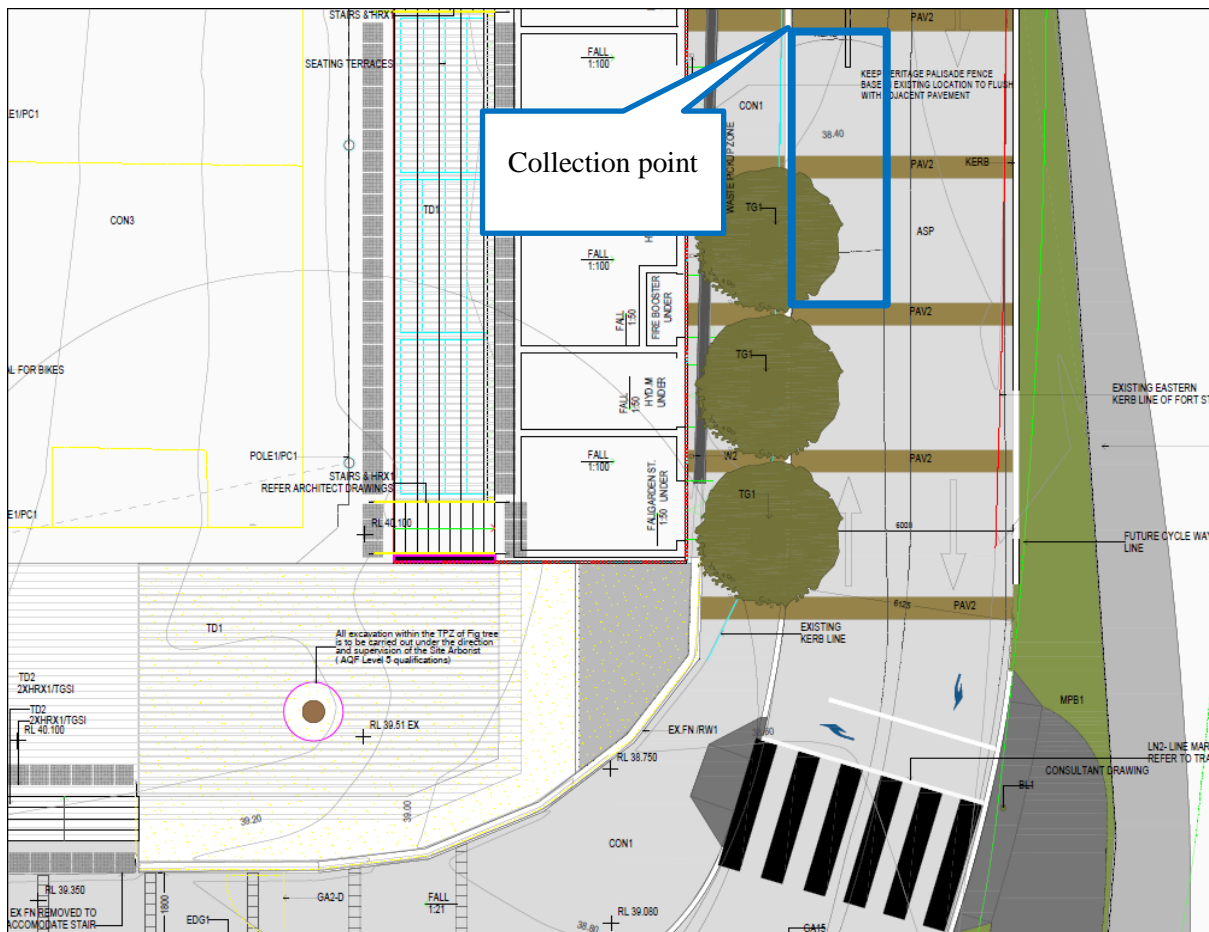 STAIRS & HRX1
PAV2
FALL
1:100
SEATING TERRACES
KEEP HERITAGE PALISADE FENCE
BASE IN EXISTING LOCATION TO FLUSH
WITH ADJACENT PAVEMENT
CON1
E1/PC1
38.40
Collection point
WASTE PICKUP ZONE
PAV2
KERB
TG1
TD1
CON3
ASP
FALL
1:100
FALL
1:50
FIRE BOOSTER
UNDER
PAV2
TG1
AL FOR BIKES
FALL
1:50
HYD.M
UNDER
EXISTING EASTERN
KERB LINE OF FORT ST
POLE1/PC1
STAIRS & HRX1
REFER ARCHITECT DRAWINGS
FALL
1:100
W2
PAV2
TG1
FALL
1:50
GARDEN ST.
UNDER
E1/PC1
RL 40.100
6000
FUTURE CYCLE WAY
LINE
6125
PAV2
TD1
All excavation within the TPZ of Fig tree
is to be carried out under the direction
and supervision of the Site Arborist
( AQF Level 5 qualifications)
EXISTING
KERB LINE
TD2
2XHRX1/TGSI
TD2
2XHRX1/TGSI
RL 40.100
RL 39.51 EX
EX.FN /RW1
MPB1
RL 38.750
LN2- LINE MAR
REFER TO TRA
CONSULTANT DRAWING
BL1
39.20
39.00
CON1
RL 39.350
1800
GA2-D
FALL
1:21
EX FN REMOVED TO
ACCOMODATE STAIR
EDG1
38.80
RL 39.080
GA15